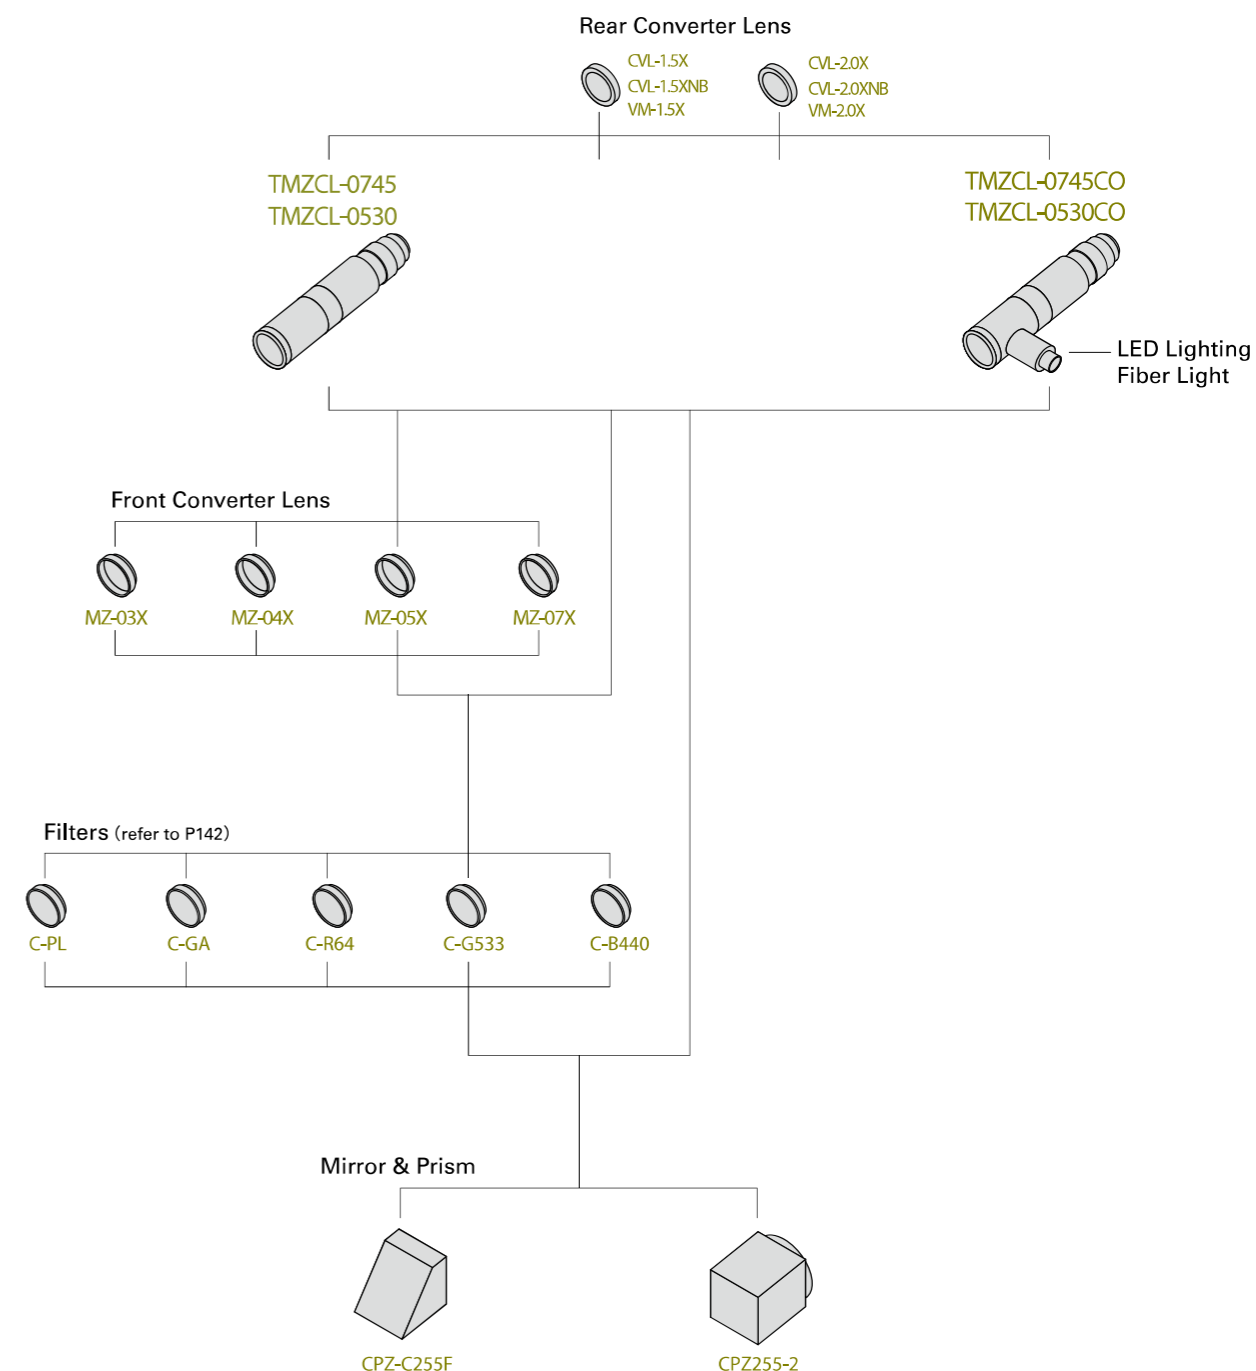 Rear Converter Lens
CVL-1.5X
CVL-1.5XNB
VM-1.5X
CVL-2.0X
CVL-2.0XNB
VM-2.0X
TMZCL-0745
TMZCL-0530
TMZCL-0745CO
TMZCL-0530CO
LED Lighting
Fiber Light
Front Converter Lens
MZ-03X
MZ-04X
MZ-05X
MZ-07X
Filters (refer to P142)
C-PL
C-GA
C-R64
C-G533
C-B440
Mirror & Prism
CPZ-C255F
CPZ255-2